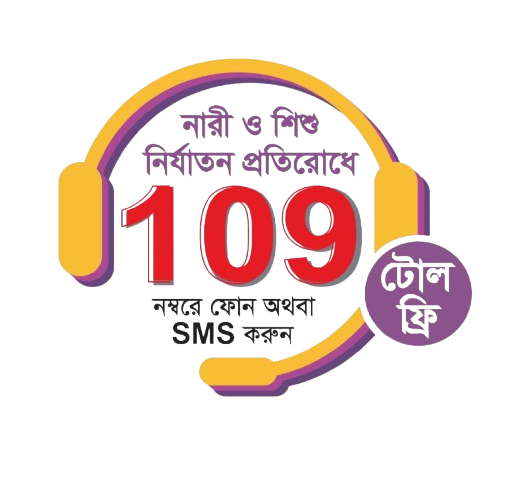 নারী ও শিশু
নির্যাতন প্রতিরোধে
109
নম্বরে ফোন অথবা
SMS করুন
টোল
ফ্রি